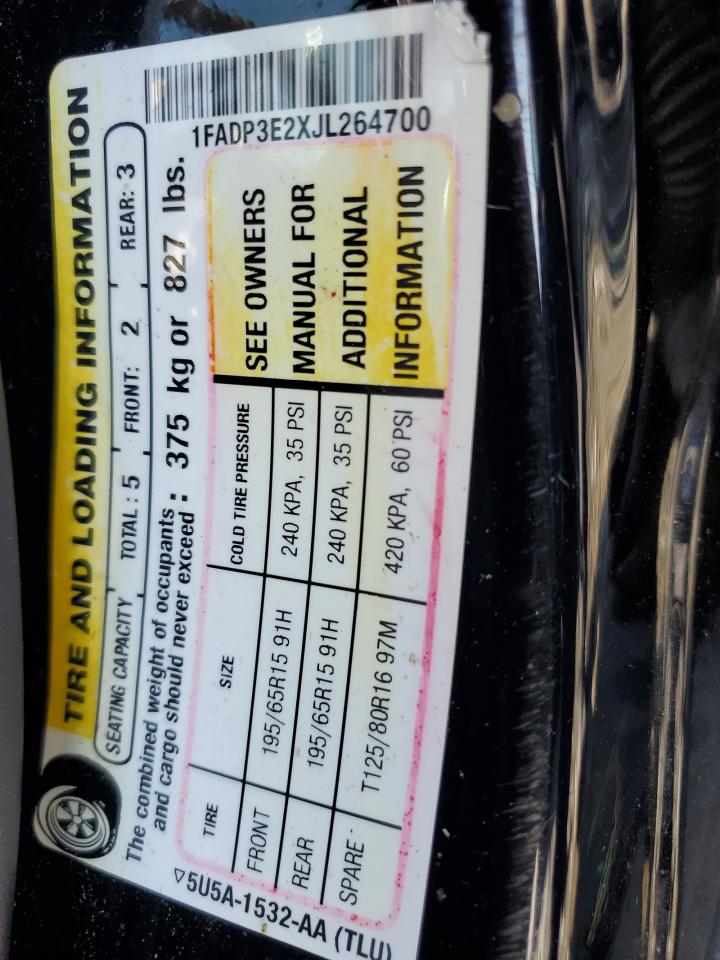 TIRE AND LOADING INFORMATION
SEATING CAPACITY TOTAL : 5 FRONT: 2 REAR: 3
The combined weight of occupants
and cargo should never exceed : 375 kg or 827 lbs.
TIRE SIZE COLD TIRE PRESSURE
FRONT 195/65R15 91H 240 KPA, 35 PSI
REAR 195/65R15 91H 240 KPA, 35 PSI
SPARE T125/80R16 97M 420 KPA, 60 PSI
SEE OWNERS
MANUAL FOR
ADDITIONAL
INFORMATION
1FADP3E2XJL264700
5U5A-1532-AA (TLU)